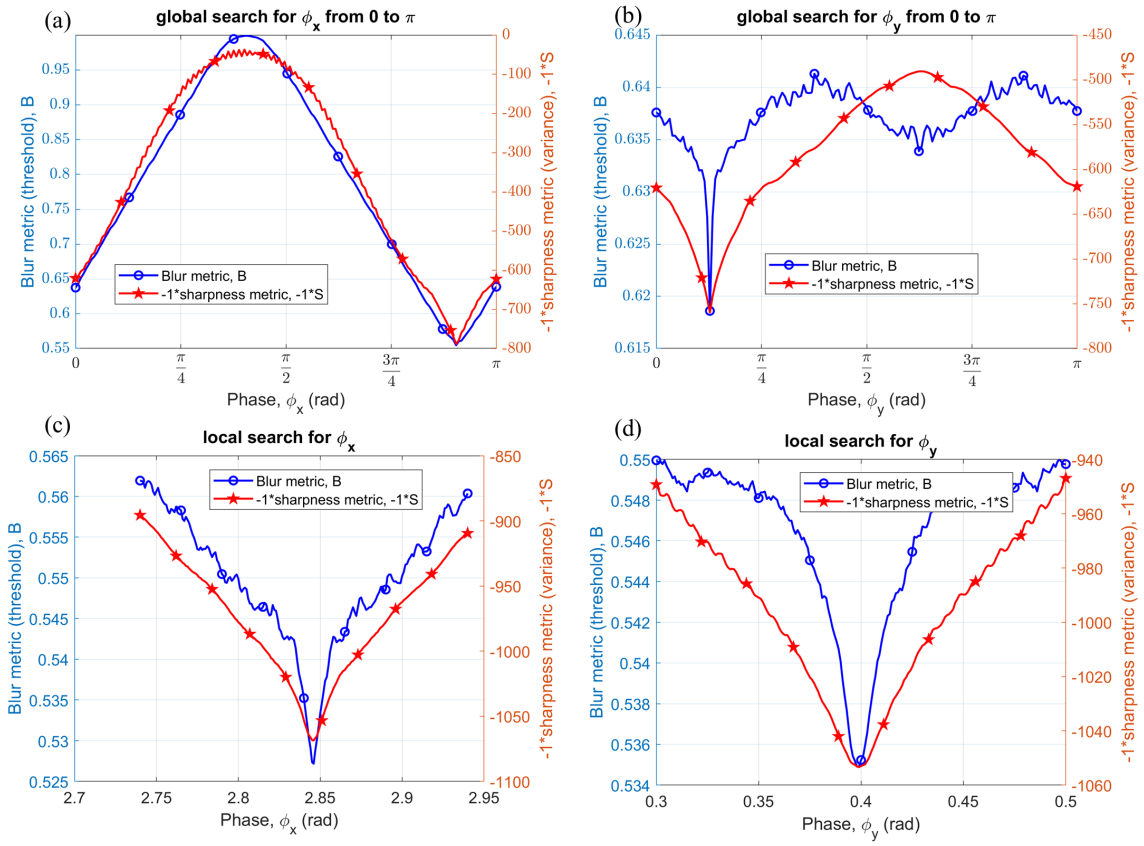 (a)
global search for ϕx from 0 to π
Blur metric (threshold), B
1
0.95
0.9
0.85
0.8
0.75
0.7
0.65
0.6
0.55
0
-100
-200
-300
-400
-500
-600
-700
-800
-1*sharpness metric (variance), -1*S
Blur metric, B
-1*sharpness metric, -1*S
0
π/4
π/2
3π/4
π
Phase, ϕx (rad)
(b)
global search for ϕy from 0 to π
Blur metric (threshold), B
0.645
0.64
0.635
0.63
0.625
0.62
0.615
-450
-500
-550
-600
-650
-700
-750
-800
-1*sharpness metric (variance), -1*S
Blur metric, B
-1*sharpness metric, -1*S
0
π/4
π/2
3π/4
π
Phase, ϕy (rad)
(c)
local search for ϕx
Blur metric (threshold), B
0.565
0.56
0.555
0.55
0.545
0.54
0.535
0.53
0.525
-850
-900
-950
-1000
-1050
-1100
-1*sharpness metric (variance), -1*S
Blur metric, B
-1*sharpness metric, -1*S
2.7
2.75
2.8
2.85
2.9
2.95
Phase, ϕx (rad)
(d)
local search for ϕy
Blur metric (threshold), B
0.55
0.548
0.546
0.544
0.542
0.54
0.538
0.536
0.534
-940
-960
-980
-1000
-1020
-1040
-1060
-1*sharpness metric (variance), -1*S
Blur metric, B
-1*sharpness metric, -1*S
0.3
0.35
0.4
0.45
0.5
Phase, ϕy (rad)